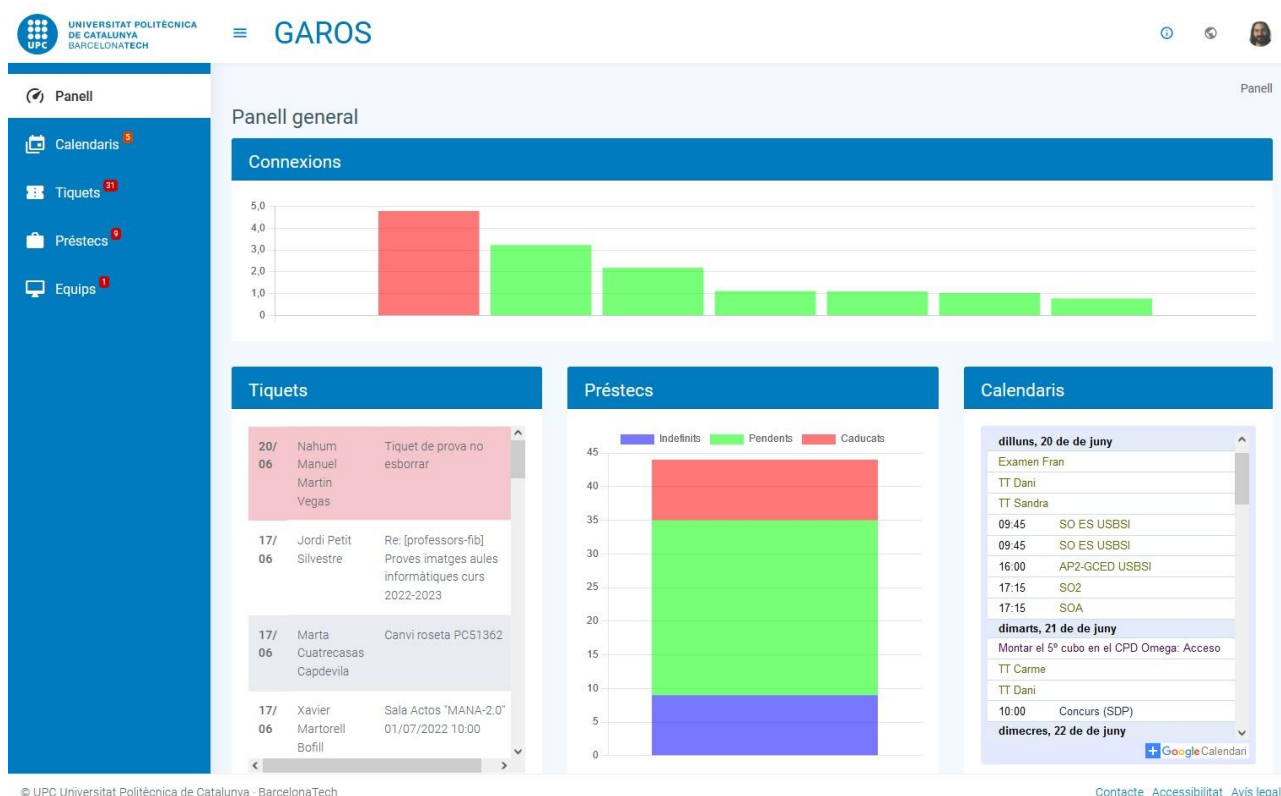 UNIVERSITAT POLITÈCNICA
DE CATALUNYA
BARCELONATECH
UPC
GAROS
Panell
Calendaris 5
Tiquets 31
Préstecs 9
Equips 1
Panell
Panell general
Connexions
5,0
4,0
3,0
2,0
1,0
0
Tiquets
20/
06
Nahum
Manuel
Martin
Vegas
Tiquet de prova no
esborrar
17/
06
Jordi Petit
Silvestre
Re: [professors-fib]
Proves imatges aules
informàtiques curs
2022-2023
17/
06
Marta
Cuatrecasas
Capdevila
Canvi roseta PC51362
17/
06
Xavier
Martorell
Bofill
Sala Actos "MANA-2.0"
01/07/2022 10:00
Préstecs
Indefinits Pendents Caducats
45
40
35
30
25
20
15
10
5
0
Calendaris
dilluns, 20 de de juny
Examen Fran
TT Dani
TT Sandra
09:45 SO ES USBSI
09:45 SO ES USBSI
16:00 AP2-GCED USBSI
17:15 SO2
17:15 SOA
dimarts, 21 de de juny
Montar el 5º cubo en el CPD Omega: Acceso
TT Carme
TT Dani
10:00 Concurs (SDP)
dimecres, 22 de de juny
Google Calendari
© UPC Universitat Politècnica de Catalunya · BarcelonaTech
Contacte Accessibilitat Avís legal